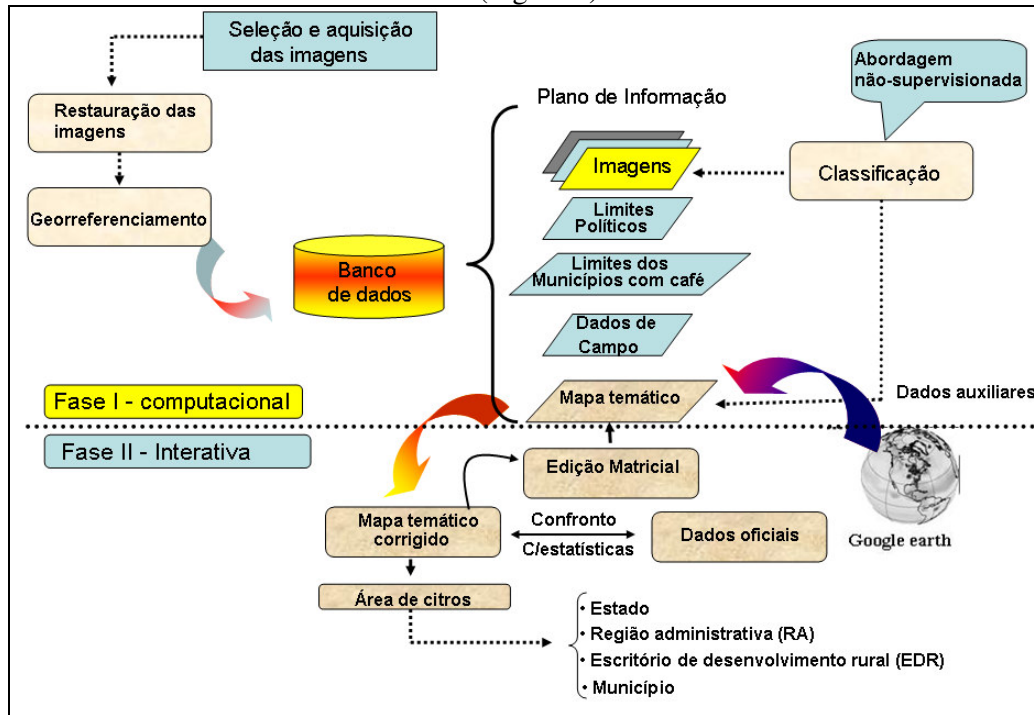 Seleção e aquisição
das imagens
Restauração das
imagens
Georreferenciamento
Banco
de dados
Plano de Informação
Imagens
Limites
Políticos
Limites dos
Municípios com café
Dados de
Campo
Mapa temático
Abordagem
não-supervisionada
Classificação
Dados auxiliares
Fase I - computacional
Fase II - Interativa
Edição Matricial
Mapa temático
corrigido
Confronto
C/estatísticas
Dados oficiais
Google earth
Área de citros
• Estado
• Região administrativa (RA)
• Escritório de desenvolvimento rural (EDR)
• Município